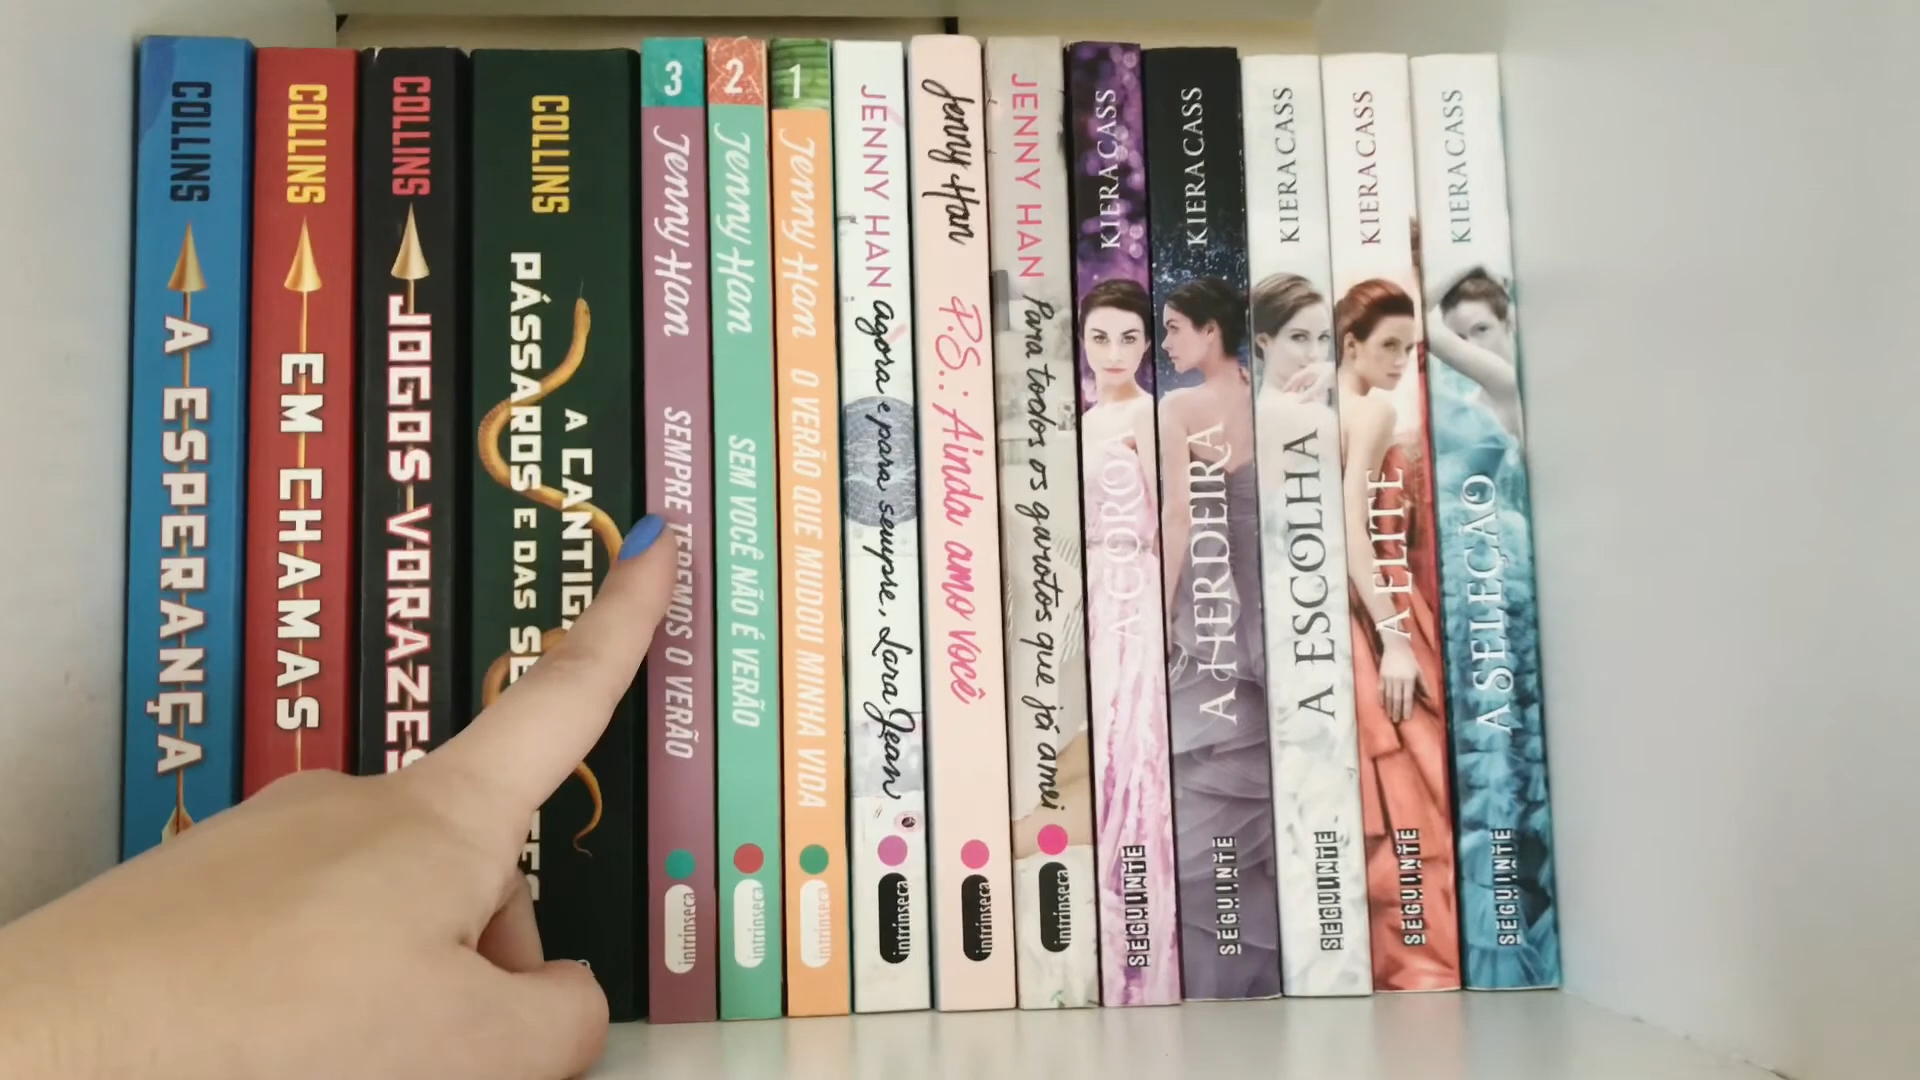 COLLINS
A ESPERANÇA
COLLINS
EM CHAMAS
COLLINS
JOGOS VORAZES
COLLINS
A CANTIGA
PÁSSAROS E DAS
3
Jenny Han
SEMPRE TEREMOS O VERÃO
intrínseca
2
Jenny Han
SEM VOCÊ NÃO É VERÃO
intrínseca
1
Jenny Han
O VERÃO QUE MUDOU MINHA VIDA
intrínseca
JENNY HAN
agora e para sempre, Lara Jean
intrínseca
Jenny Han
P.S.: Ainda amo você
intrínseca
JENNY HAN
Para todos os garotos que já amei
intrínseca
KIERA CASS
A COROA
SEGUINTE
KIERA CASS
A HERDEIRA
SEGUINTE
KIERA CASS
A ESCOLHA
SEGUINTE
KIERA CASS
A ELITE
SEGUINTE
KIERA CASS
A SELEÇÃO
SEGUINTE